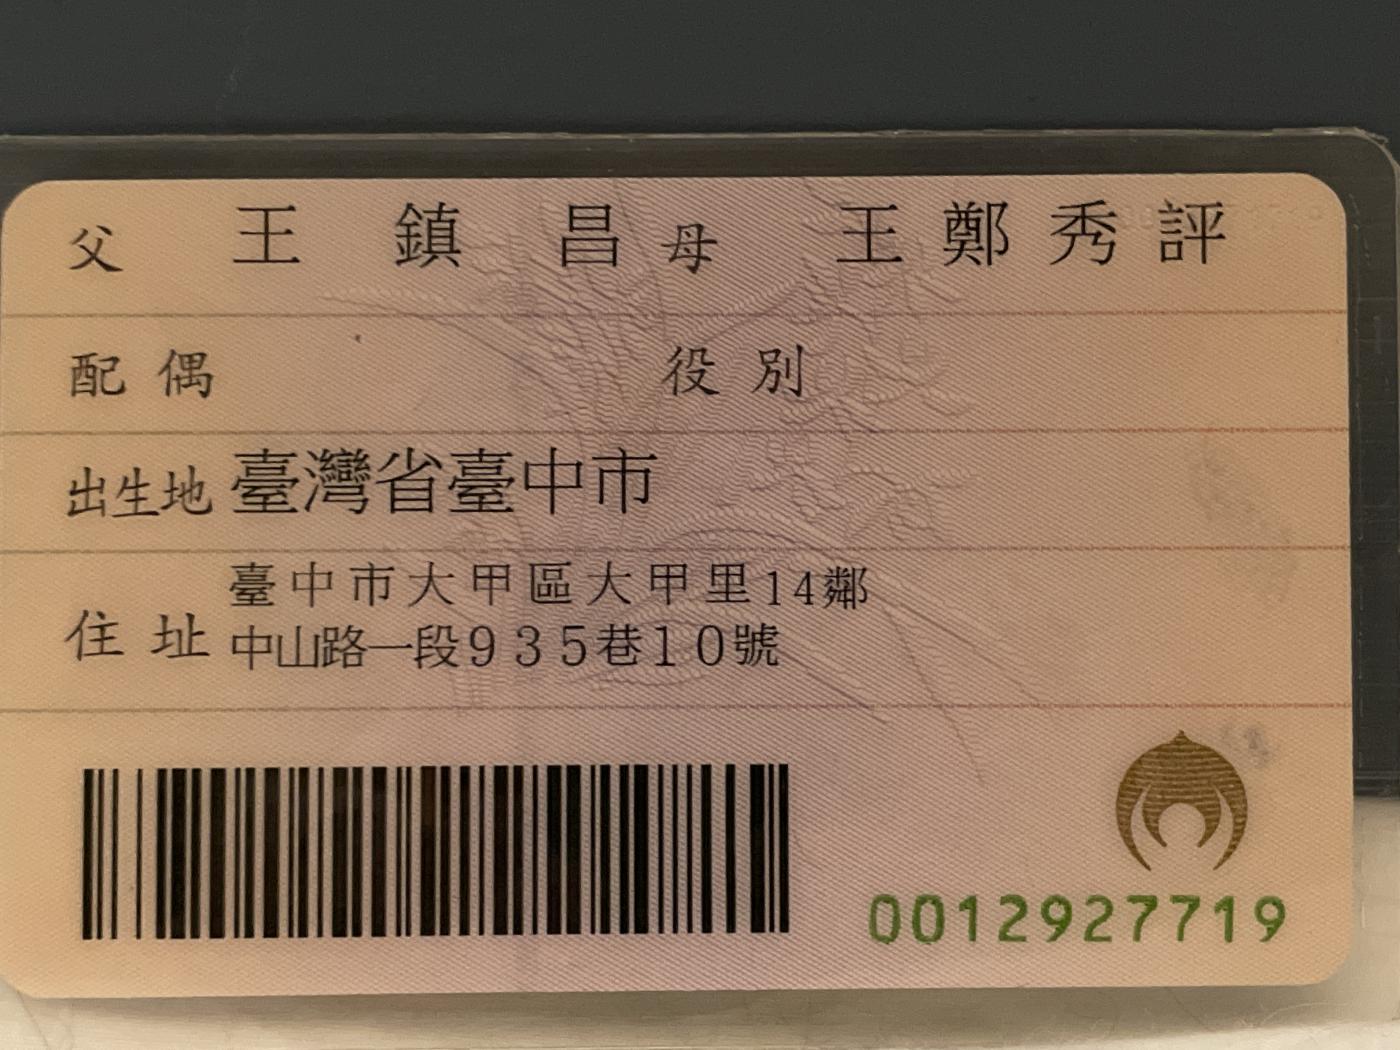 父 王鎮昌 母 王鄭秀評
配偶 役別
出生地 臺灣省臺中市
住址 臺中市大甲區大甲里14鄰
中山路一段935巷10號
0012927719